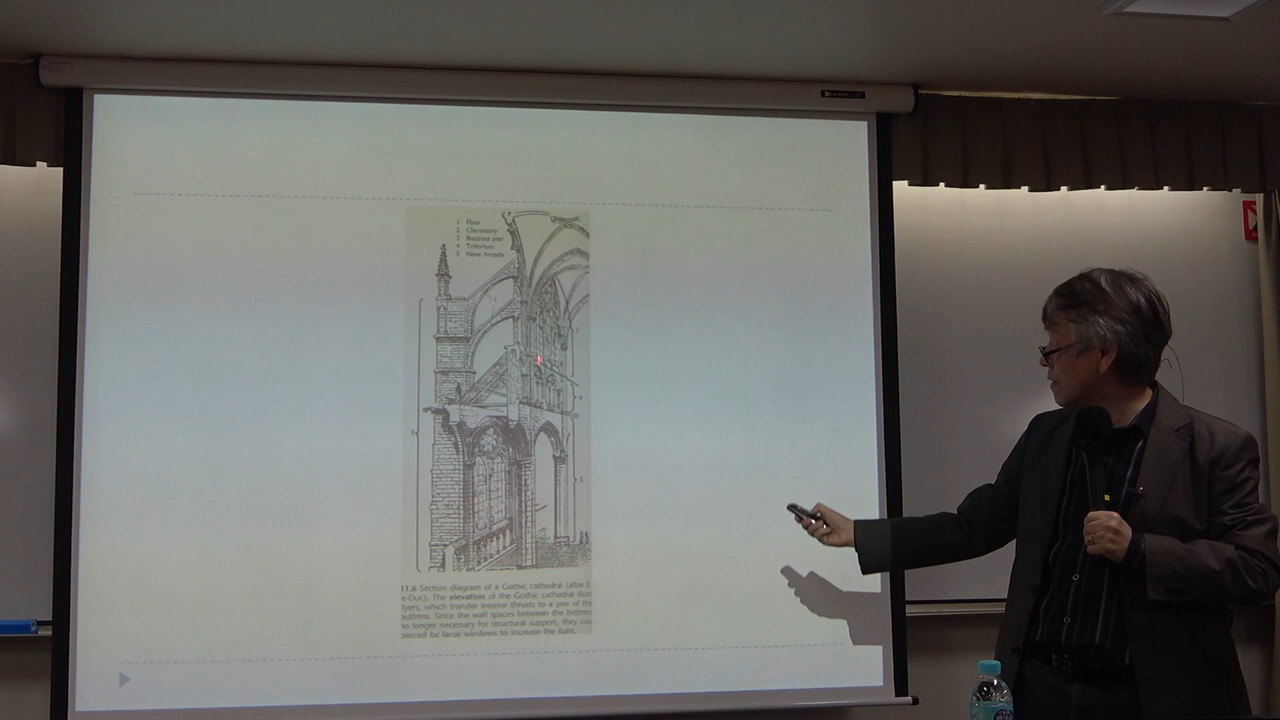 1 Flyer
2 Clerestory
3 Buttress pier
4 Triforium
5 Nave Arcade
11.6 Section diagram of a Gothic cathedral (after E
e-Duc). The elevation of the Gothic cathedral illust
lyers, which transfer interior thrusts to a pier of the
buttress. Since the wall spaces between the buttres
no longer necessary for structural support, they
pierced by large windows to increase the light.